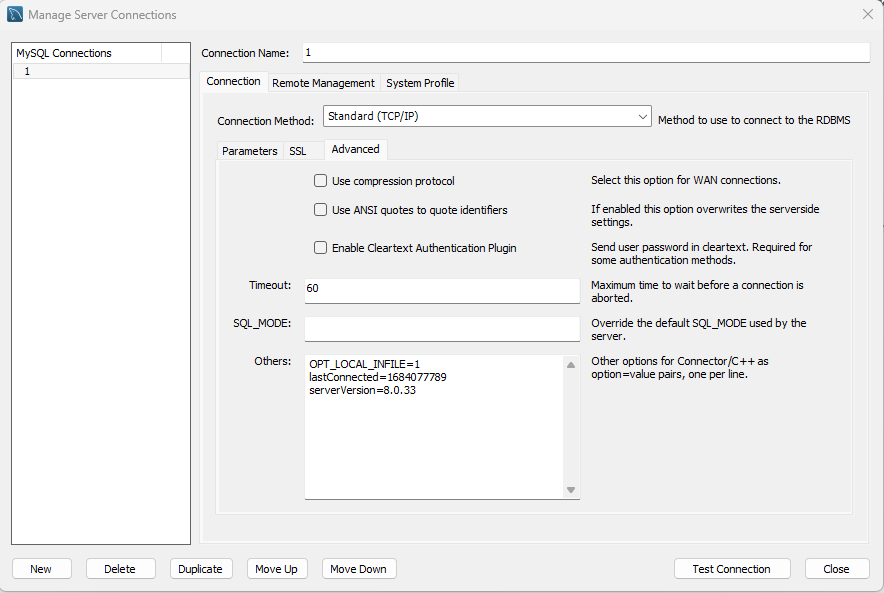 Manage Server Connections
MySQL Connections
1
Connection Name: 1
Connection Remote Management System Profile
Connection Method: Standard (TCP/IP) Method to use to connect to the RDBMS
Parameters SSL Advanced
Use compression protocol Select this option for WAN connections.
Use ANSI quotes to quote identifiers If enabled this option overwrites the serverside
settings.
Enable Cleartext Authentication Plugin Send user password in cleartext. Required for
some authentication methods.
Timeout: 60 Maximum time to wait before a connection is
aborted.
SQL_MODE: Override the default SQL_MODE used by the
server.
Others: OPT_LOCAL_INFILE=1 Other options for Connector/C++ as
lastConnected=1684077789 option=value pairs, one per line.
serverVersion=8.0.33
New Delete Duplicate Move Up Move Down Test Connection Close